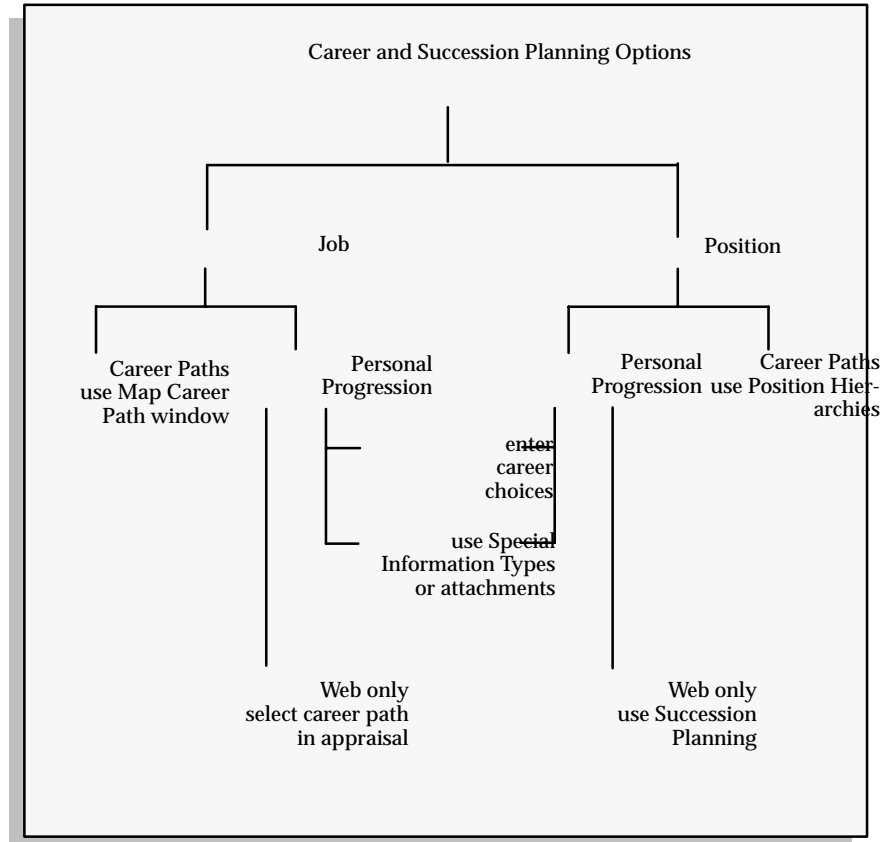 Career and Succession Planning Options
Job
Position
Career Paths
use Map Career
Path window
Personal
Progression
Personal
Progression
Career Paths
use Position Hier-
archies
enter
career
choices
use Special
Information Types
or attachments
Web only
select career path
in appraisal
Web only
use Succession
Planning